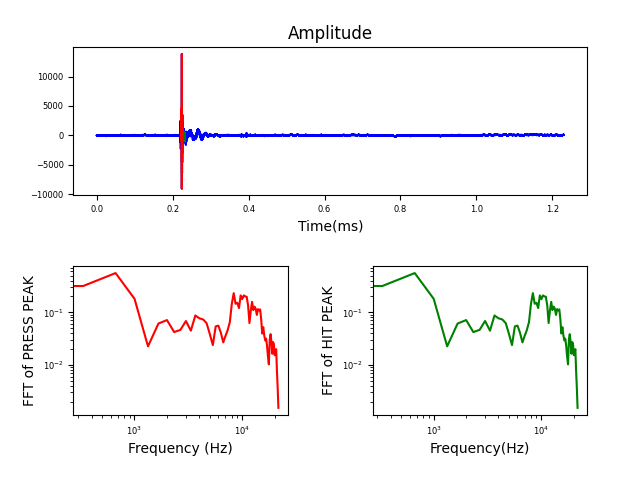 Amplitude
10000
5000
0
−5000
−10000
0.0 0.2 0.4 0.6 0.8 1.0 1.2
Time(ms)
FFT of PRESS PEAK
10⁻¹
10⁻²
10³ 10⁴
Frequency (Hz)
FFT of HIT PEAK
10⁻¹
10⁻²
10³ 10⁴
Frequency(Hz)